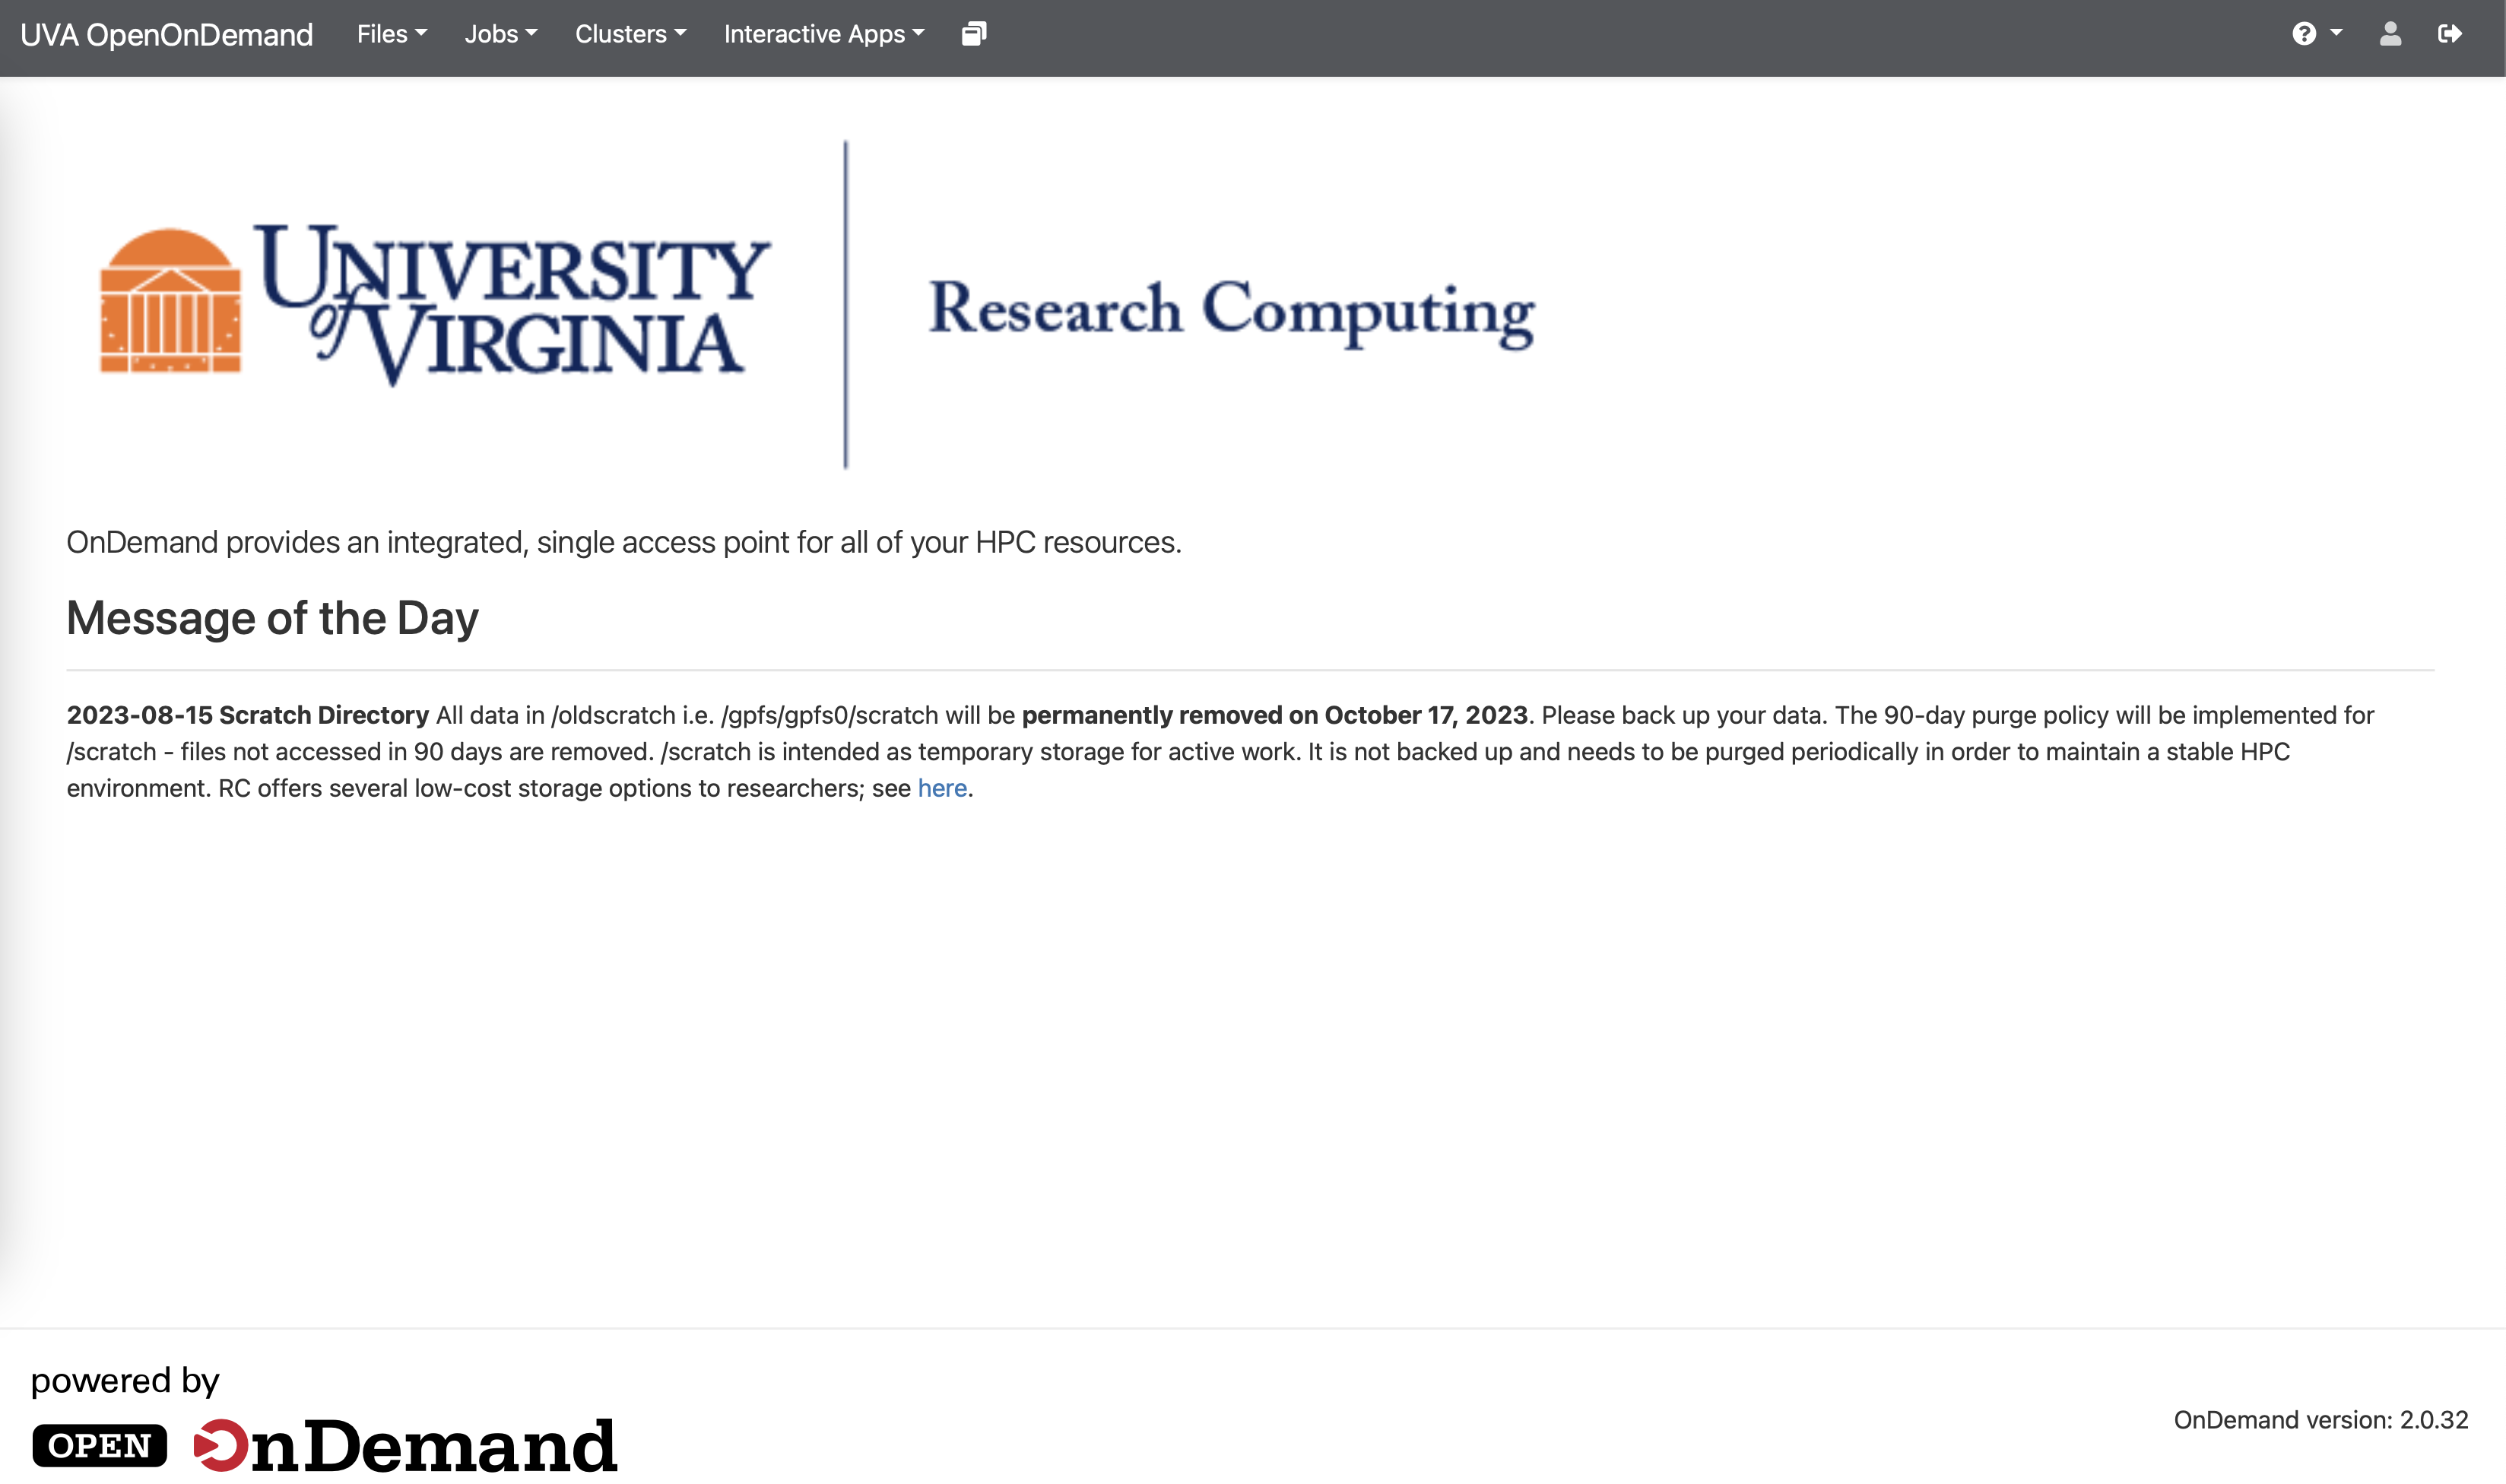 UVA OpenOnDemand Files Jobs Clusters Interactive Apps
UNIVERSITY
of VIRGINIA
Research Computing
OnDemand provides an integrated, single access point for all of your HPC resources.
Message of the Day
2023-08-15 Scratch Directory All data in /oldscratch i.e. /gpfs/gpfs0/scratch will be permanently removed on October 17, 2023. Please back up your data. The 90-day purge policy will be implemented for
/scratch - files not accessed in 90 days are removed. /scratch is intended as temporary storage for active work. It is not backed up and needs to be purged periodically in order to maintain a stable HPC
environment. RC offers several low-cost storage options to researchers; see here.
powered by
OPEN OnDemand
OnDemand version: 2.0.32